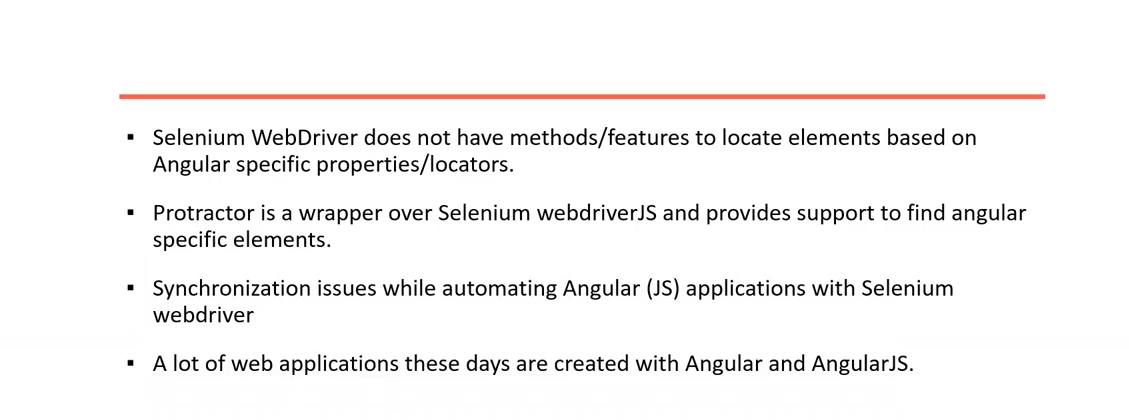 ▪ Selenium WebDriver does not have methods/features to locate elements based on
Angular specific properties/locators.
▪ Protractor is a wrapper over Selenium webdriverJS and provides support to find angular
specific elements.
▪ Synchronization issues while automating Angular (JS) applications with Selenium
webdriver
▪ A lot of web applications these days are created with Angular and AngularJS.